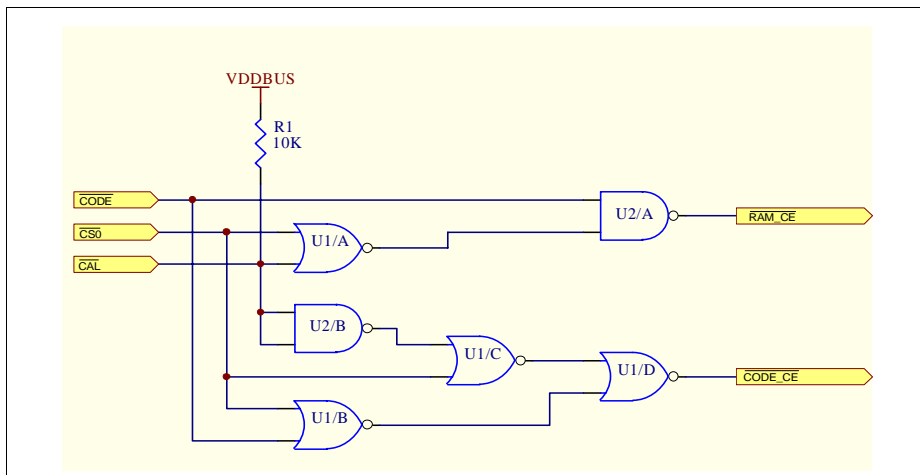 VDDBUS
R1
10K
CODE
U2/A
RAM_CE
CS0
U1/A
CAL
U2/B
U1/C
U1/D
CODE_CE
U1/B